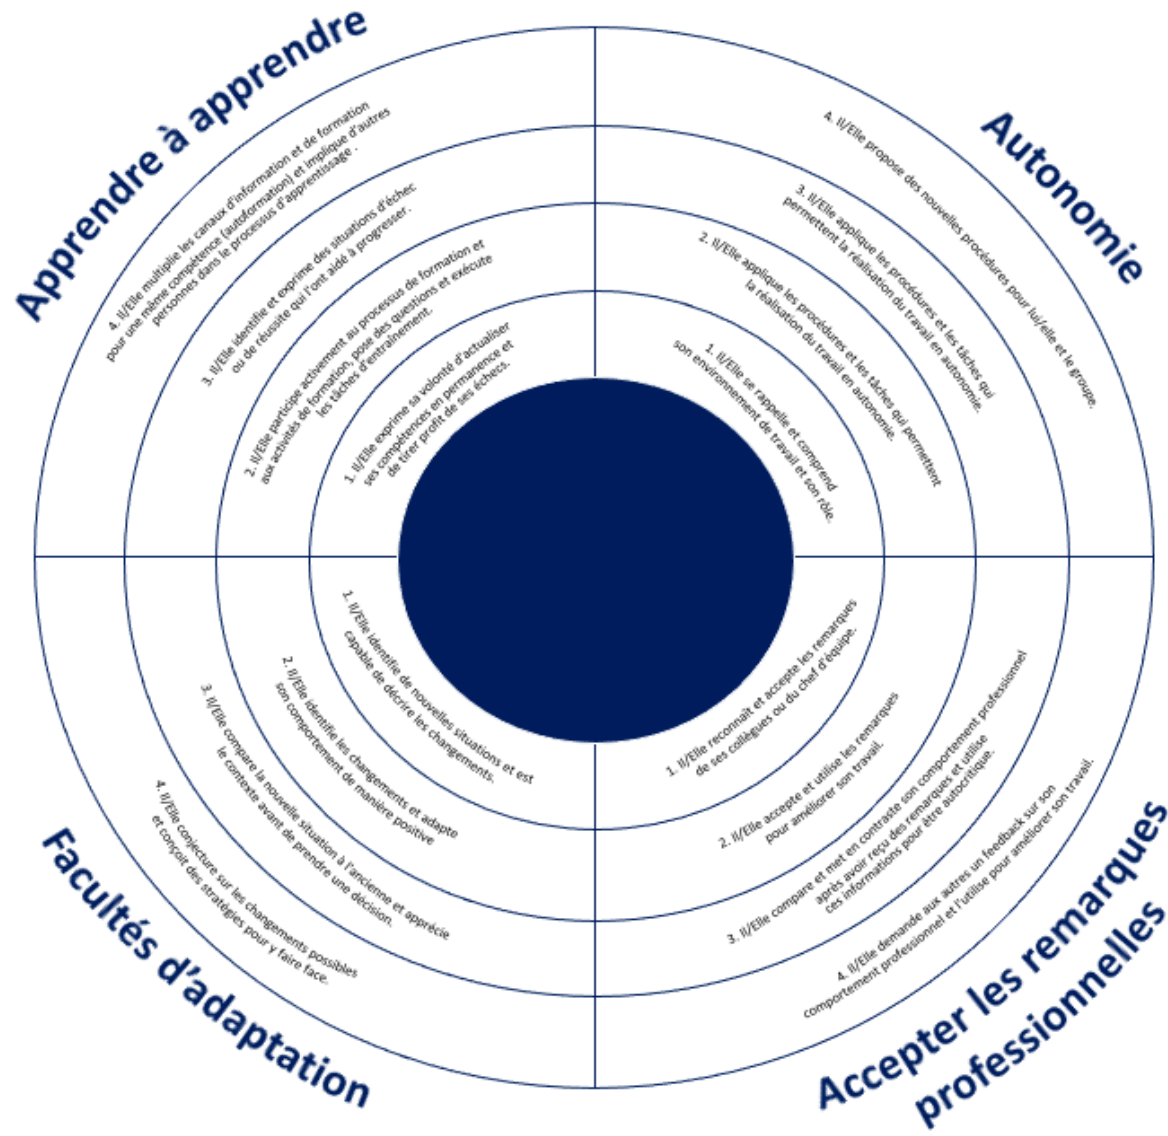 Apprendre à apprendre
4. Il/Elle multiplie les canaux d'information et de formation
pour une même compétence (autoformation) et implique d'autres
personnes dans le processus d'apprentissage .
3. Il/Elle identifie et exprime des situations d'échec
ou de réussite qui l'ont aidé à progresser.
2. Il/Elle participe activement au processus de formation et
aux activités de formation, pose des questions et exécute
les tâches d'entraînement.
1. Il/Elle exprime sa volonté d'actualiser
ses compétences en permanence et
de tirer profit de ses échecs.
Autonomie
4. Il/Elle propose des nouvelles procédures pour lui/elle et le groupe.
3. Il/Elle applique les procédures et les tâches qui
permettent la réalisation du travail en autonomie.
2. Il/Elle applique les procédures et les tâches qui permettent
la réalisation du travail en autonomie.
1. Il/Elle se rappelle et comprend
son environnement de travail et son rôle.
Facultés d'adaptation
1. Il/Elle identifie de nouvelles situations et est
capable de décrire les changements.
2. Il/Elle identifie les changements et adapte
son comportement de manière positive
3. Il/Elle compare la nouvelle situation à l'ancienne et apprécie
le contexte avant de prendre une décision.
4. Il/Elle conjecture sur les changements possibles
et conçoit des stratégies pour y faire face.
Accepter les remarques
professionnelles
1. Il/Elle reconnaît et accepte les remarques
de ses collègues ou du chef d'équipe.
2. Il/Elle accepte et utilise les remarques
pour améliorer son travail.
3. Il/Elle compare et met en contraste son comportement professionnel
après avoir reçu des remarques et utilise
ces informations pour être autocritique.
4. Il/Elle demande aux autres un feedback sur son
comportement professionnel et l'utilise pour améliorer son travail.